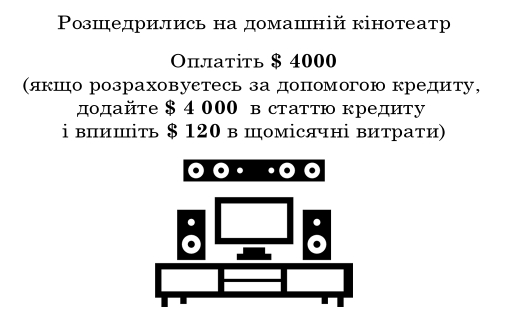 Розщедрились на домашній кінотеатр
Оплатіть $ 4000
(якщо розраховуєтесь за допомогою кредиту,
додайте $ 4 000 в статтю кредиту
і впишіть $ 120 в щомісячні витрати)